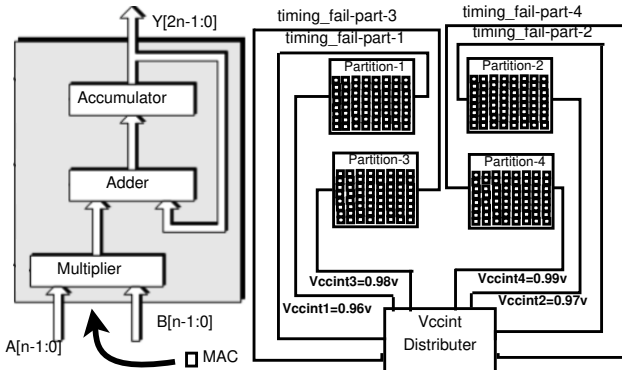 Y[2n-1:0]
Accumulator
Adder
Multiplier
A[n-1:0]
B[n-1:0]
MAC
timing_fail-part-3
timing_fail-part-1
timing_fail-part-4
timing_fail-part-2
Partition-1
Partition-2
Partition-3
Partition-4
Vccint3=0.98v
Vccint4=0.99v
Vccint1=0.96v
Vccint2=0.97v
Vccint
Distributer